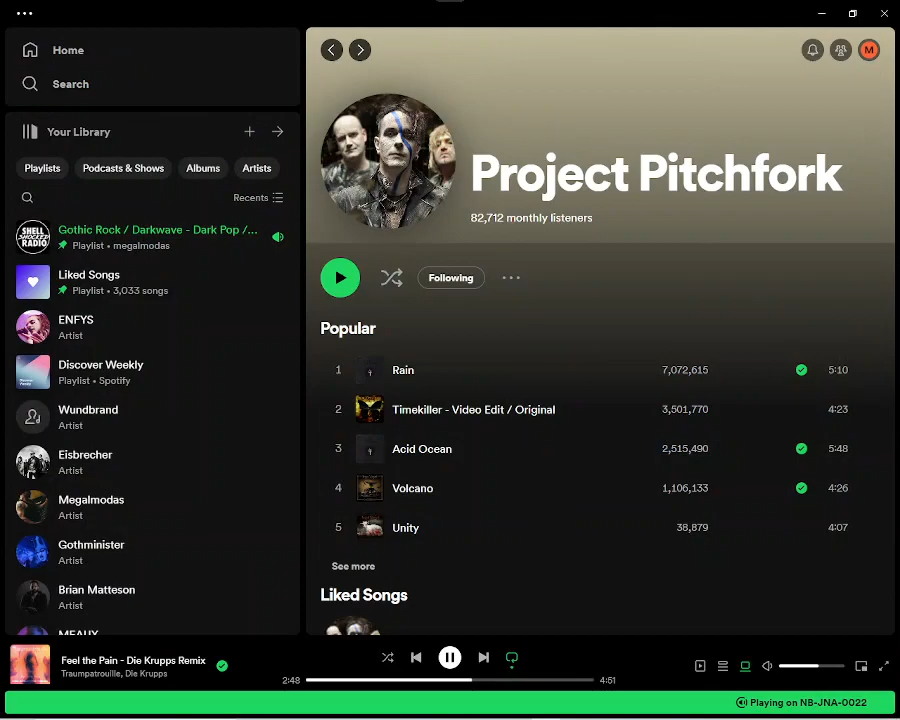 Home
Search
Your Library
Playlists
Podcasts & Shows
Albums
Artists
Recents
SHELL SHOCKED RADIO
Gothic Rock / Darkwave - Dark Pop /...
Playlist • megalmodas
Liked Songs
Playlist • 3,033 songs
ENFYS
Artist
Discover Weekly
Playlist • Spotify
Wundbrand
Artist
Eisbrecher
Artist
Megalmodas
Artist
Gothminister
Artist
Brian Matteson
Artist
MEAUX
M
Project Pitchfork
82,712 monthly listeners
Following
Popular
1 Rain 7,072,615 5:10
2 Timekiller - Video Edit / Original 3,501,770 4:23
3 Acid Ocean 2,515,490 5:48
4 Volcano 1,106,133 4:26
5 Unity 38,879 4:07
See more
Liked Songs
Feel the Pain - Die Krupps Remix
Traumpatrouille, Die Krupps
2:48
4:51
Playing on NB-JNA-0022